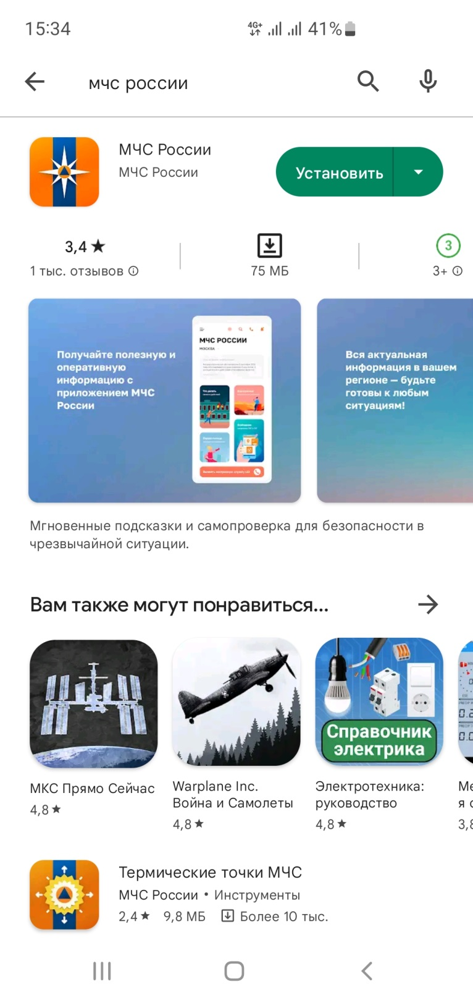 15:34
4G+
41%
мчс россии
МЧС России
МЧС России
Установить
3,4 ★
1 тыс. отзывов
75 МБ
3
3+
Получайте полезную и
оперативную
информацию с
приложением МЧС
России
МЧС РОССИИ
МОСКВА
Вся актуальная
информация в вашем
регионе — будьте
готовы к любым
ситуациям!
Мгновенные подсказки и самопроверка для безопасности в
чрезвычайной ситуации.
Вам также могут понравиться...
Справочник
электрика
МКС Прямо Сейчас
4,8 ★
Warplane Inc.
Война и Самолеты
4,8 ★
Электротехника:
руководство
4,8 ★
Ме
я с
3,8
Термические точки МЧС
МЧС России • Инструменты
2,4 ★ 9,8 МБ Более 10 тыс.